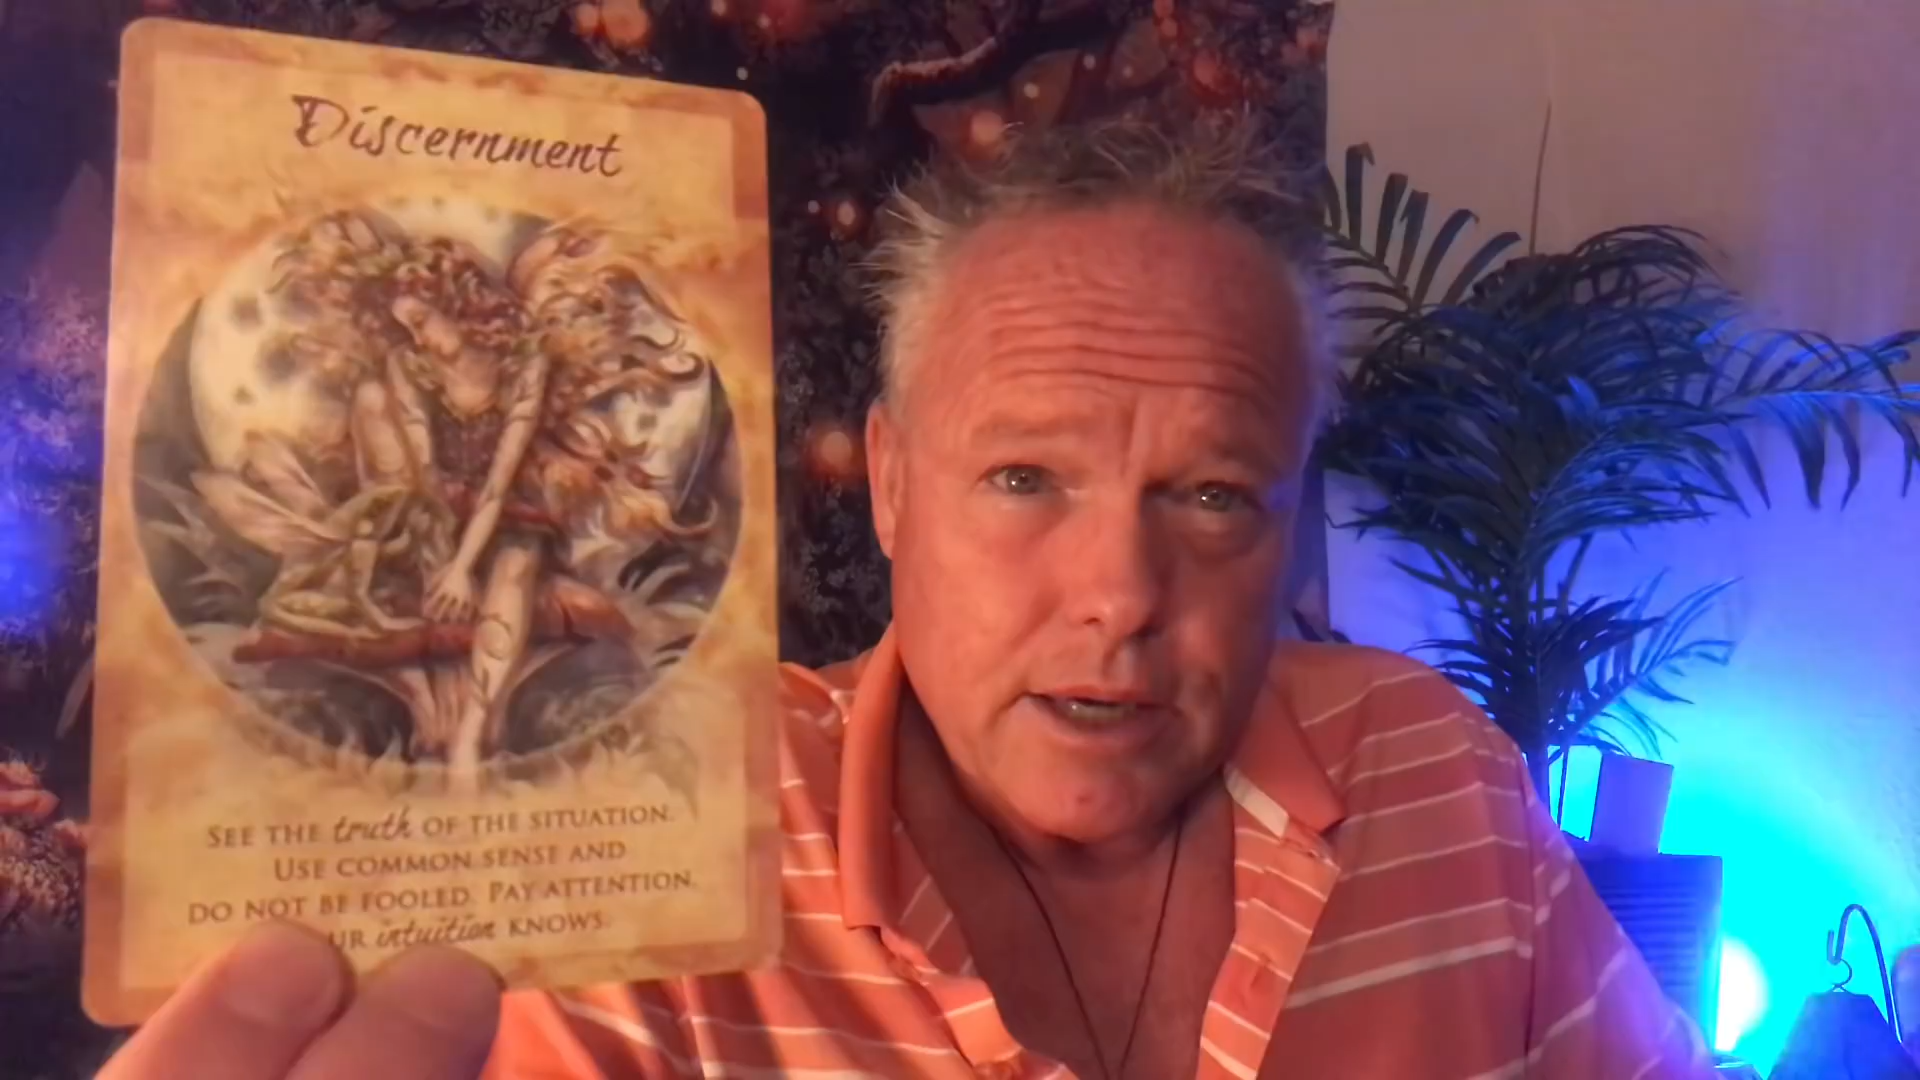 Discernment
SEE THE truth OF THE SITUATION.
USE COMMON SENSE AND
DO NOT BE FOOLED. PAY ATTENTION.
UR intuition KNOWS.